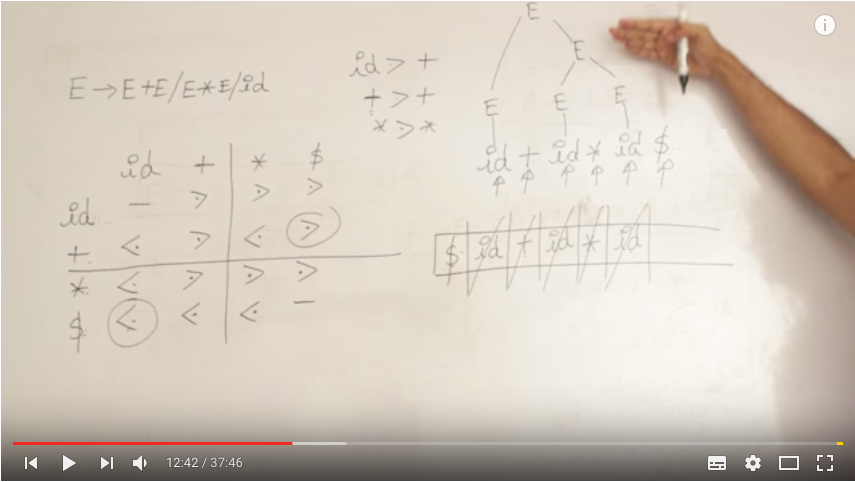 E
E → E+E/E*E/id
id > +
E
+ > +
E E E
* ⋗ *
id + id * id $
↑ ↑ ↑ ↑ ↑ ↑
id + * $
id — ⋗ ⋗ ⋗
+ ⋖ ⋗ ⋖ ⋗
* ⋖ ⋗ ⋗ ⋗
$ ⋖ ⋖ ⋖ —
$ id + id * id
12:42 / 37:46